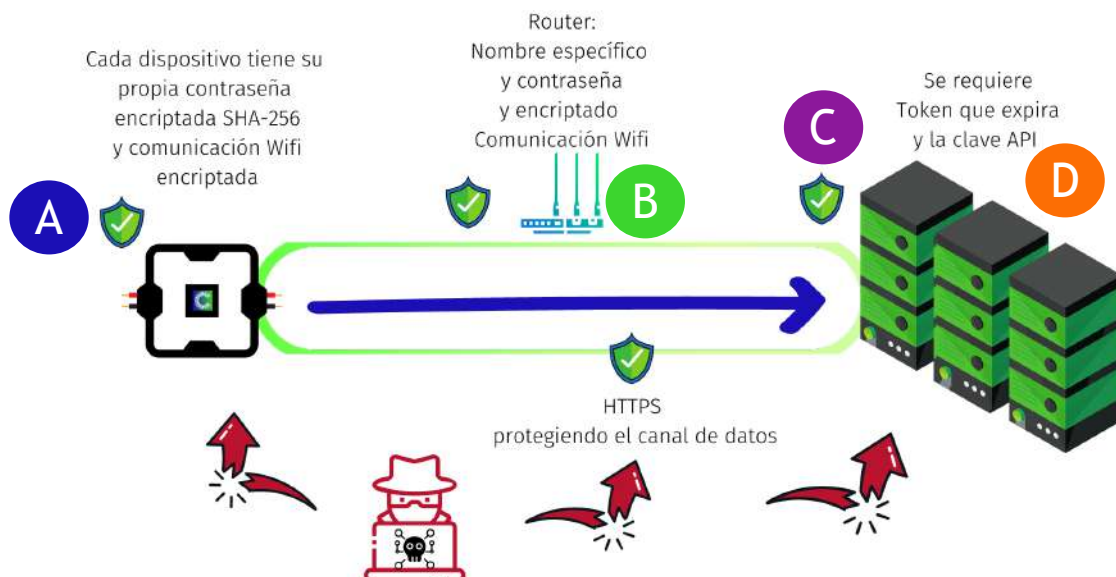 Cada dispositivo tiene su
propia contraseña
encriptada SHA-256
y comunicación Wifi
encriptada
Router:
Nombre específico
y contraseña
y encriptado
Comunicación Wifi
Se requiere
Token que expira
y la clave API
A
B
C
D
C
HTTPS
protegiendo el canal de datos